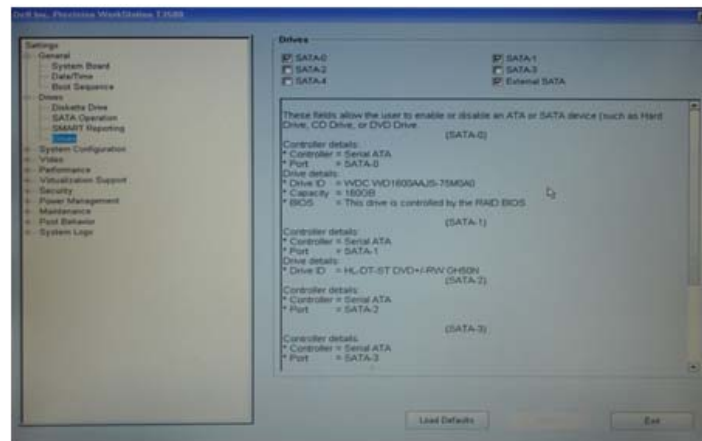 Dell Inc. Precision WorkStation T3500
Settings
General
System Board
Date/Time
Boot Sequence
Drives
Diskette Drive
SATA Operation
SMART Reporting
Drives
System Configuration
Video
Performance
Virtualization Support
Security
Power Management
Maintenance
Post Behavior
System Logs
Drives
SATA-0
SATA-1
SATA-2
SATA-3
SATA-4
External SATA
These fields allow the user to enable or disable an ATA or SATA device (such as Hard
Drive, CD Drive, or DVD Drive.
(SATA-0)
Controller details:
* Controller = Serial ATA
* Port = SATA-0
Drive details:
* Drive ID = WDC WD1600AAJS-75M0A0
* Capacity = 160GB
* BIOS = This drive is controlled by the RAID BIOS
(SATA-1)
Controller details:
* Controller = Serial ATA
* Port = SATA-1
Drive details:
* Drive ID = HL-DT-ST DVD+/-RW GH50N
(SATA-2)
Controller details:
* Controller = Serial ATA
* Port = SATA-2
(SATA-3)
Controller details:
* Controller = Serial ATA
* Port = SATA-3
Load Defaults
Exit